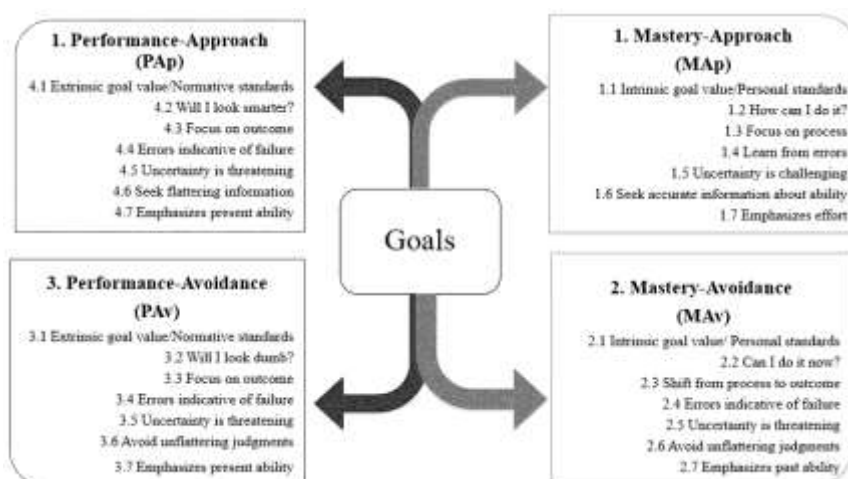 1. Performance-Approach
(PAp)
4.1 Extrinsic goal value/Normative standards
4.2 Will I look smarter?
4.3 Focus on outcome
4.4 Errors indicative of failure
4.5 Uncertainty is threatening
4.6 Seek flattering information
4.7 Emphasizes present ability
1. Mastery-Approach
(MAp)
1.1 Intrinsic goal value/Personal standards
1.2 How can I do it?
1.3 Focus on process
1.4 Learn from errors
1.5 Uncertainty is challenging
1.6 Seek accurate information about ability
1.7 Emphasizes effort
Goals
3. Performance-Avoidance
(PAv)
3.1 Extrinsic goal value/Normative standards
3.2 Will I look dumb?
3.3 Focus on outcome
3.4 Errors indicative of failure
3.5 Uncertainty is threatening
3.6 Avoid unflattering judgments
3.7 Emphasizes present ability
2. Mastery-Avoidance
(MAv)
2.1 Intrinsic goal value/ Personal standards
2.2 Can I do it now?
2.3 Shift from process to outcome
2.4 Errors indicative of failure
2.5 Uncertainty is threatening
2.6 Avoid unflattering judgments
2.7 Emphasizes past ability